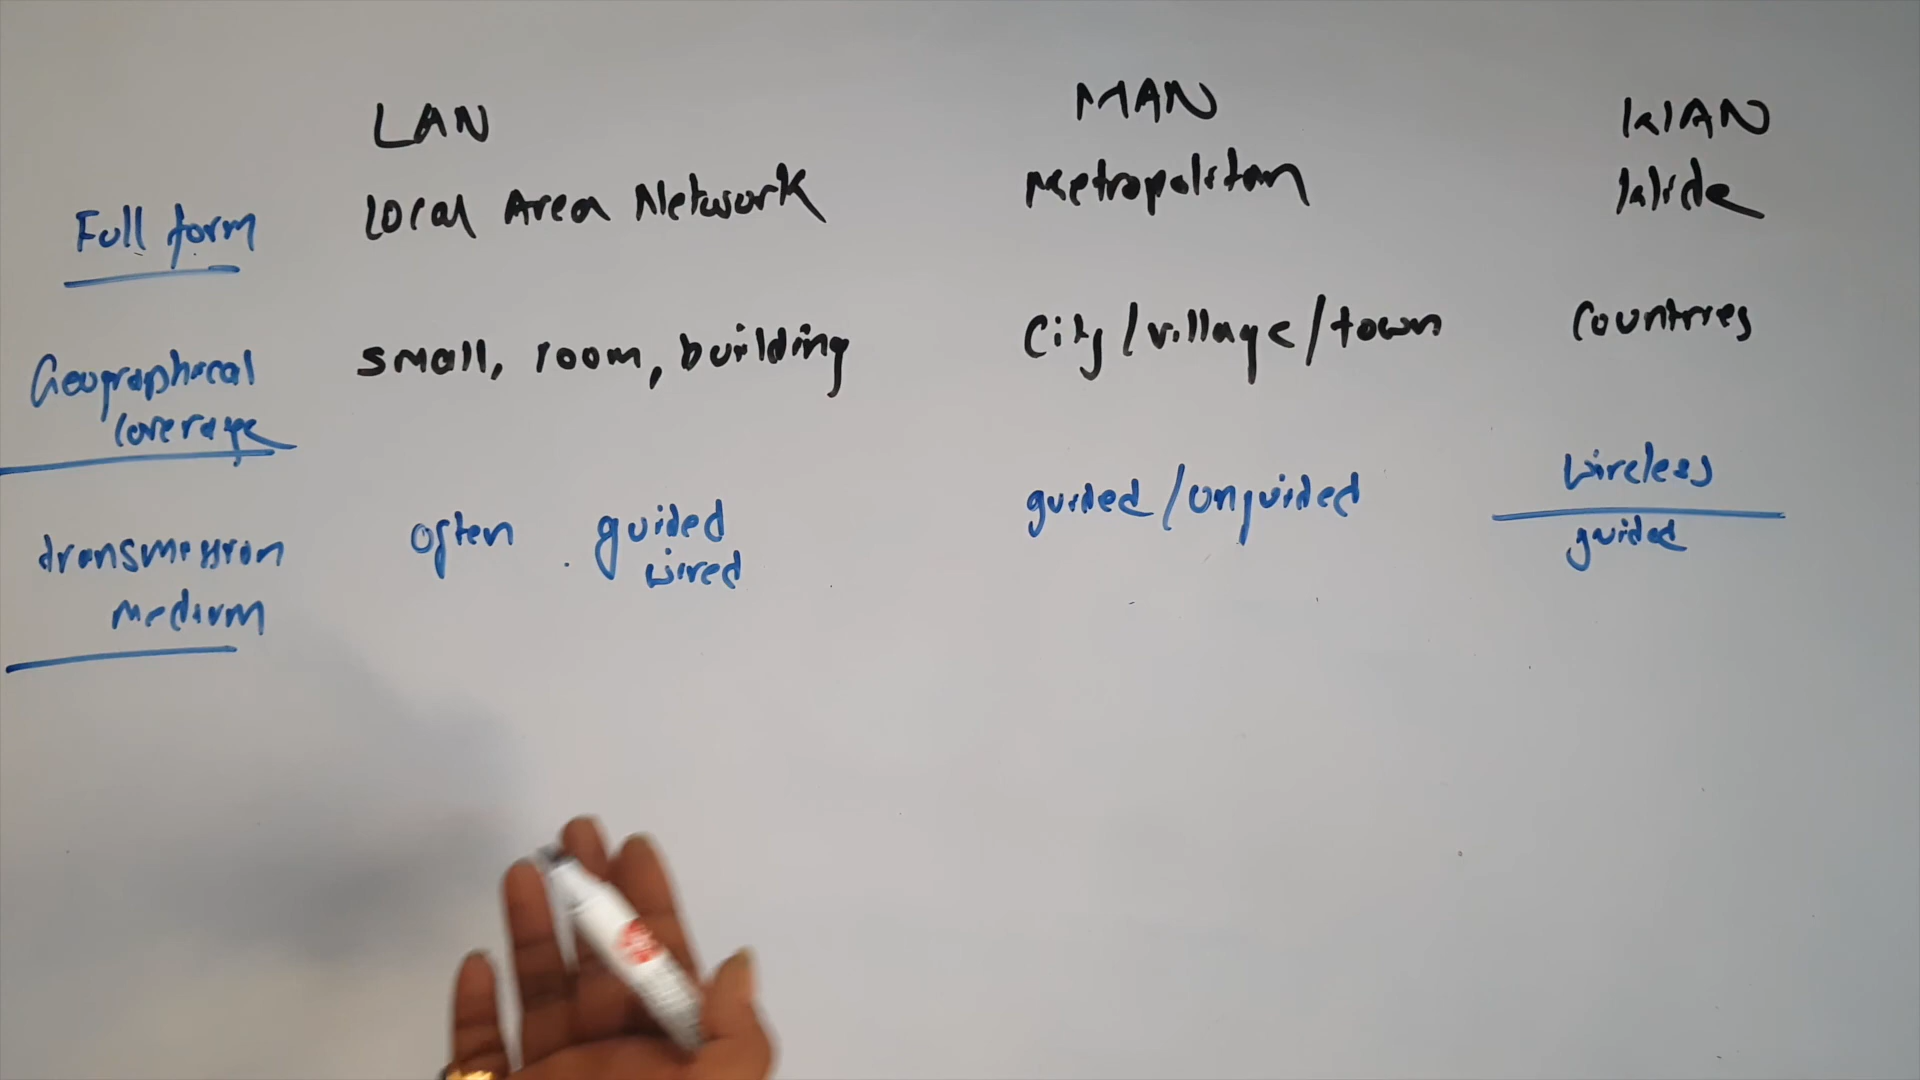 LAN MAN WAN
Full form Local Area Network Metropolitan Wide
Geographical small, room, building City/village/town Countries
coverage
transmession often guided guided/unguided wireless
medium wired guided